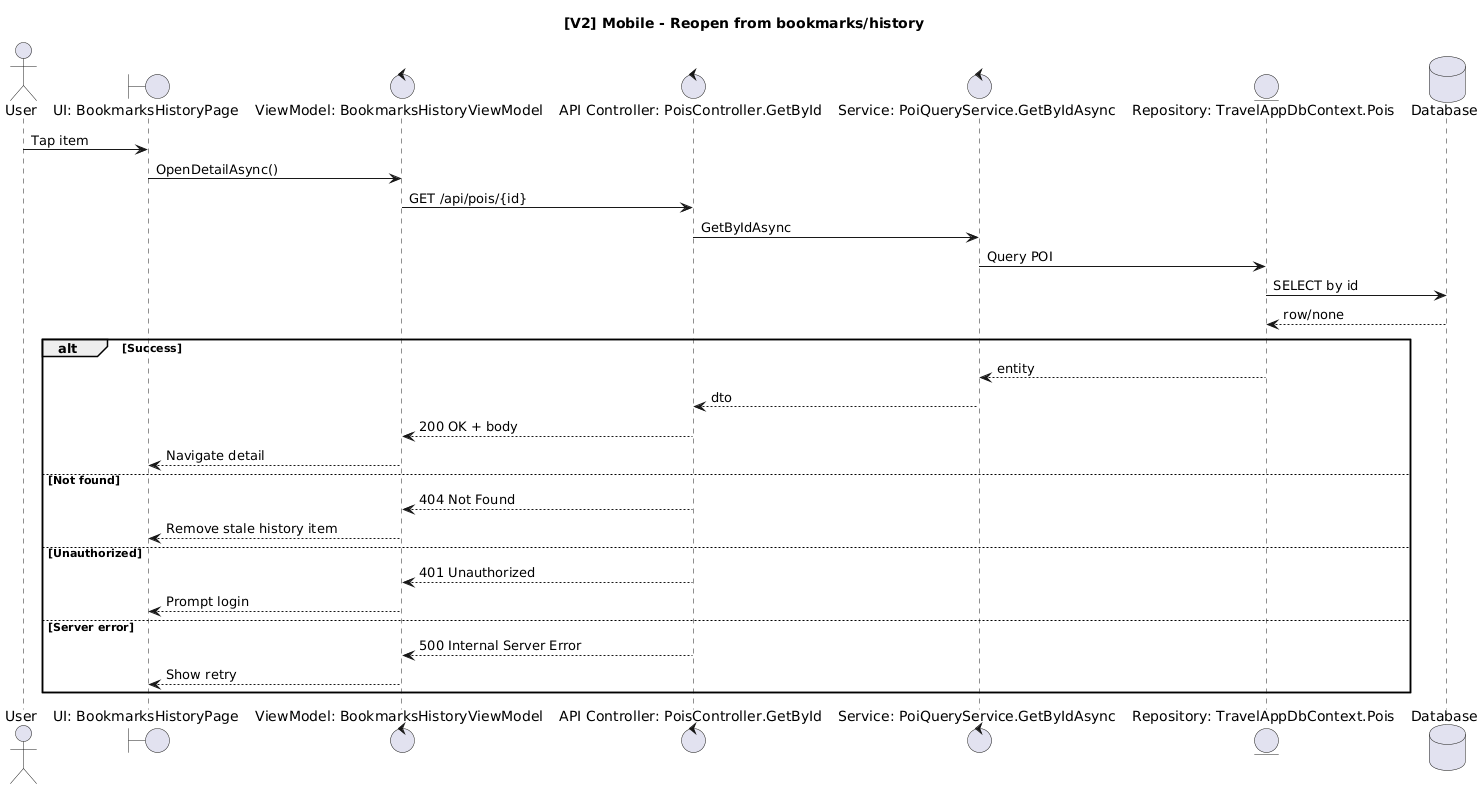 [V2] Mobile - Reopen from bookmarks/history
User UI: BookmarksHistoryPage ViewModel: BookmarksHistoryViewModel API Controller: PoisController.GetById Service: PoiQueryService.GetByIdAsync Repository: TravelAppDbContext.Pois Database
Tap item
OpenDetailAsync()
GET /api/pois/{id}
GetByIdAsync
Query POI
SELECT by id
row/none
alt [Success]
entity
dto
200 OK + body
Navigate detail
[Not found]
404 Not Found
Remove stale history item
[Unauthorized]
401 Unauthorized
Prompt login
[Server error]
500 Internal Server Error
Show retry
User UI: BookmarksHistoryPage ViewModel: BookmarksHistoryViewModel API Controller: PoisController.GetById Service: PoiQueryService.GetByIdAsync Repository: TravelAppDbContext.Pois Database